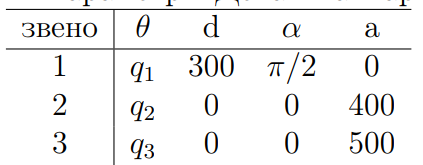 звено θ d α a
1 q₁ 300 π/2 0
2 q₂ 0 0 400
3 q₃ 0 0 500